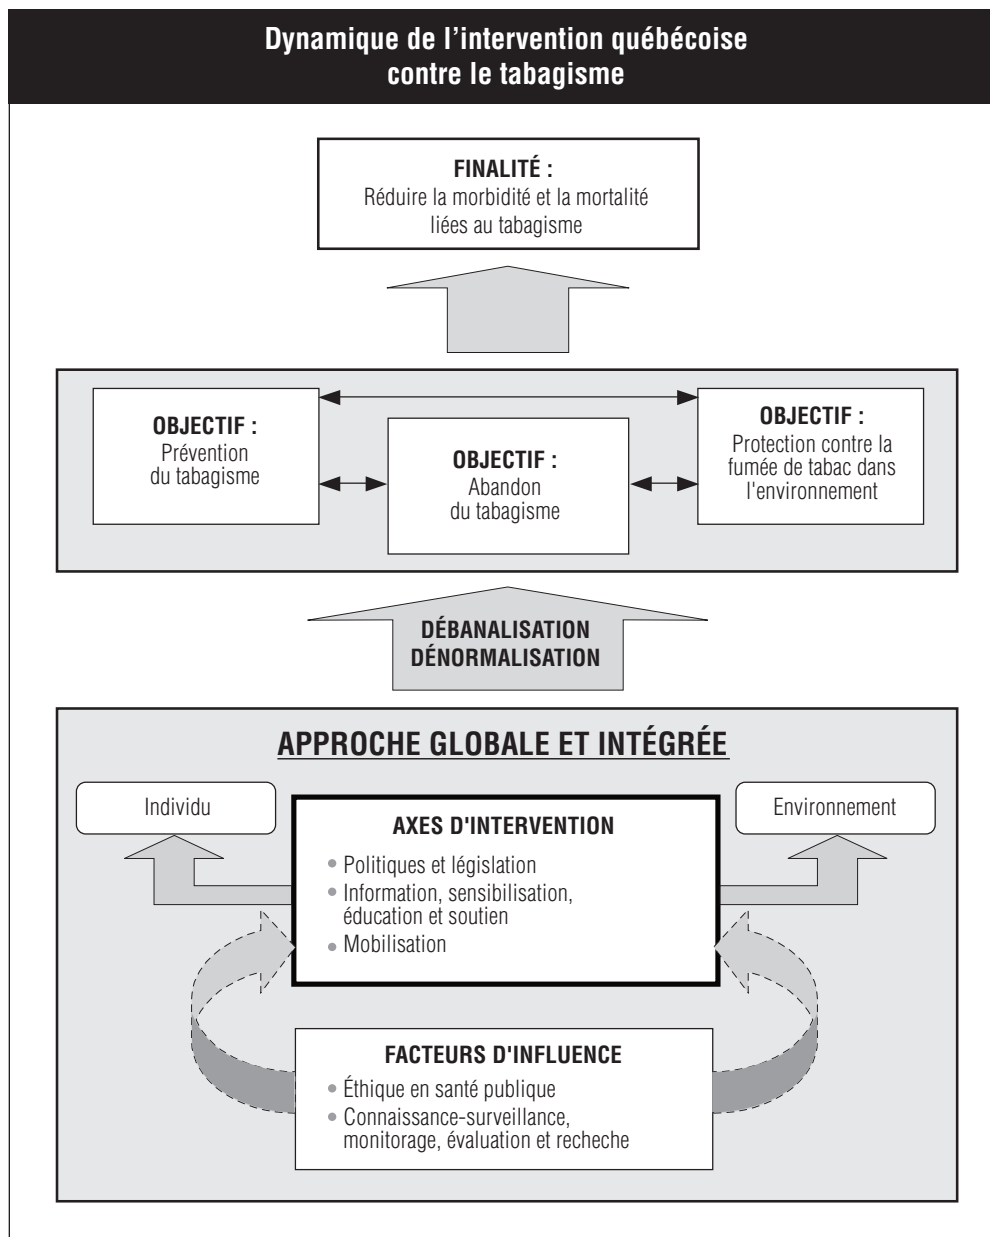 Dynamique de l'intervention québécoise
contre le tabagisme
FINALITÉ :
Réduire la morbidité et la mortalité
liées au tabagisme
OBJECTIF :
Prévention
du tabagisme
OBJECTIF :
Abandon
du tabagisme
OBJECTIF :
Protection contre la
fumée de tabac dans
l'environnement
DÉBANALISATION
DÉNORMALISATION
APPROCHE GLOBALE ET INTÉGRÉE
Individu
Environnement
AXES D'INTERVENTION
• Politiques et législation
• Information, sensibilisation,
éducation et soutien
• Mobilisation
FACTEURS D'INFLUENCE
• Éthique en santé publique
• Connaissance-surveillance,
monitorage, évaluation et recheche